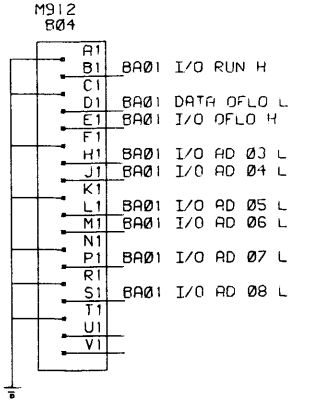 M912
B04
A1
B1 BA01 I/O RUN H
C1
D1 BA01 DATA OFLO L
E1 BA01 I/O OFLO H
F1
H1 BA01 I/O AD 03 L
J1 BA01 I/O AD 04 L
K1
L1 BA01 I/O AD 05 L
M1 BA01 I/O AD 06 L
N1
P1 BA01 I/O AD 07 L
R1
S1 BA01 I/O AD 08 L
T1
U1
V1